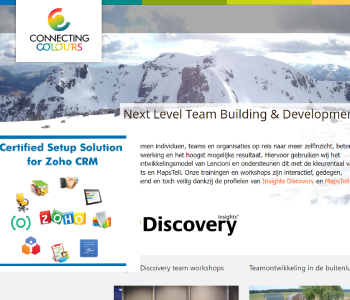 CONNECTING
COLOURS
Next Level Team Building & Developmen
Certified Setup Solution
for Zoho CRM
men individuen, teams en organisaties op reis naar meer zelfinzicht, bete
werking en het hoogst mogelijke resultaat. Hiervoor gebruiken wij het
ontwikkelingsmodel van Lencioni en ondersteunen dit met de kleurentaal v
ts en MapsTell. Onze trainingen en workshops zijn interactief, gedegen,
end en toch veilig dankzij de profielen van Insights Discovery en MapsTell
ZOHO
Insights®
Discovery
Discovery team workshops
Teamontwikkeling in de buitenlu